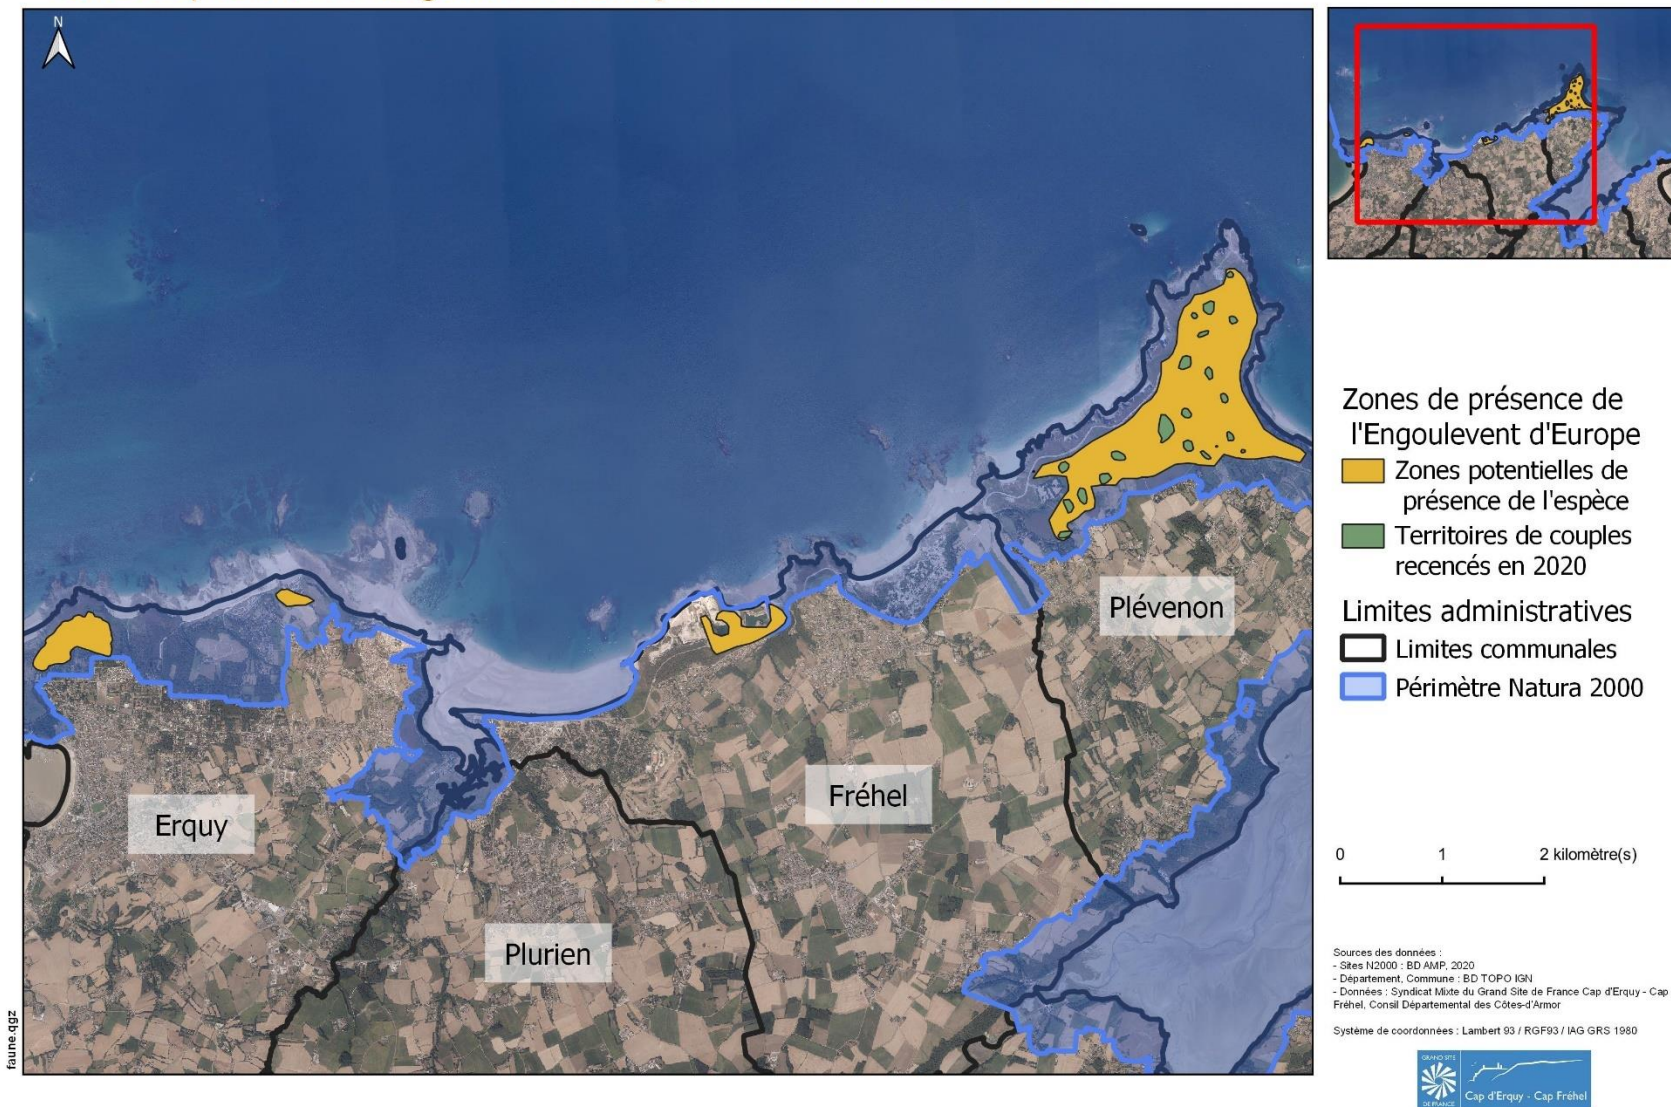 N
Zones de présence de
l'Engoulevent d'Europe
Zones potentielles de
présence de l'espèce
Territoires de couples
recencés en 2020
Limites administratives
Limites communales
Périmètre Natura 2000
Plévenon
Fréhel
Erquy
Plurien
0 1 2 kilomètre(s)
Sources des données :
- Sites N2000 : BD AMP, 2020
- Département, Commune : BD TOPO IGN
- Données : Syndicat Mixte du Grand Site de France Cap d'Erquy - Cap
Fréhel, Consil Départemental des Côtes-d'Armor
Système de coordonnées : Lambert 93 / RGF93 / IAG GRS 1980
faune.qgz
GRAND SITE
DE FRANCE
Cap d'Erquy - Cap Fréhel